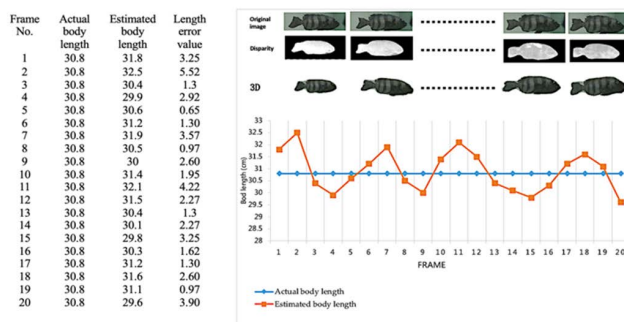 Frame No. Actual body length Estimated body length Length error value
1 30.8 31.8 3.25
2 30.8 32.5 5.52
3 30.8 30.4 1.3
4 30.8 29.9 2.92
5 30.8 30.6 0.65
6 30.8 31.2 1.30
7 30.8 31.9 3.57
8 30.8 30.5 0.97
9 30.8 30 2.60
10 30.8 31.4 1.95
11 30.8 32.1 4.22
12 30.8 31.5 2.27
13 30.8 30.4 1.3
14 30.8 30.1 2.27
15 30.8 29.8 3.25
16 30.8 30.3 1.62
17 30.8 31.2 1.30
18 30.8 31.6 2.60
19 30.8 31.1 0.97
20 30.8 29.6 3.90
Original image
Disparity
3D
33
32.5
32
31.5
31
30.5
30
29.5
29
28.5
28
Bod length (cm)
1 2 3 4 5 6 7 8 9 10 11 12 13 14 15 16 17 18 19 20
FRAME
Actual body length
Estimated body length